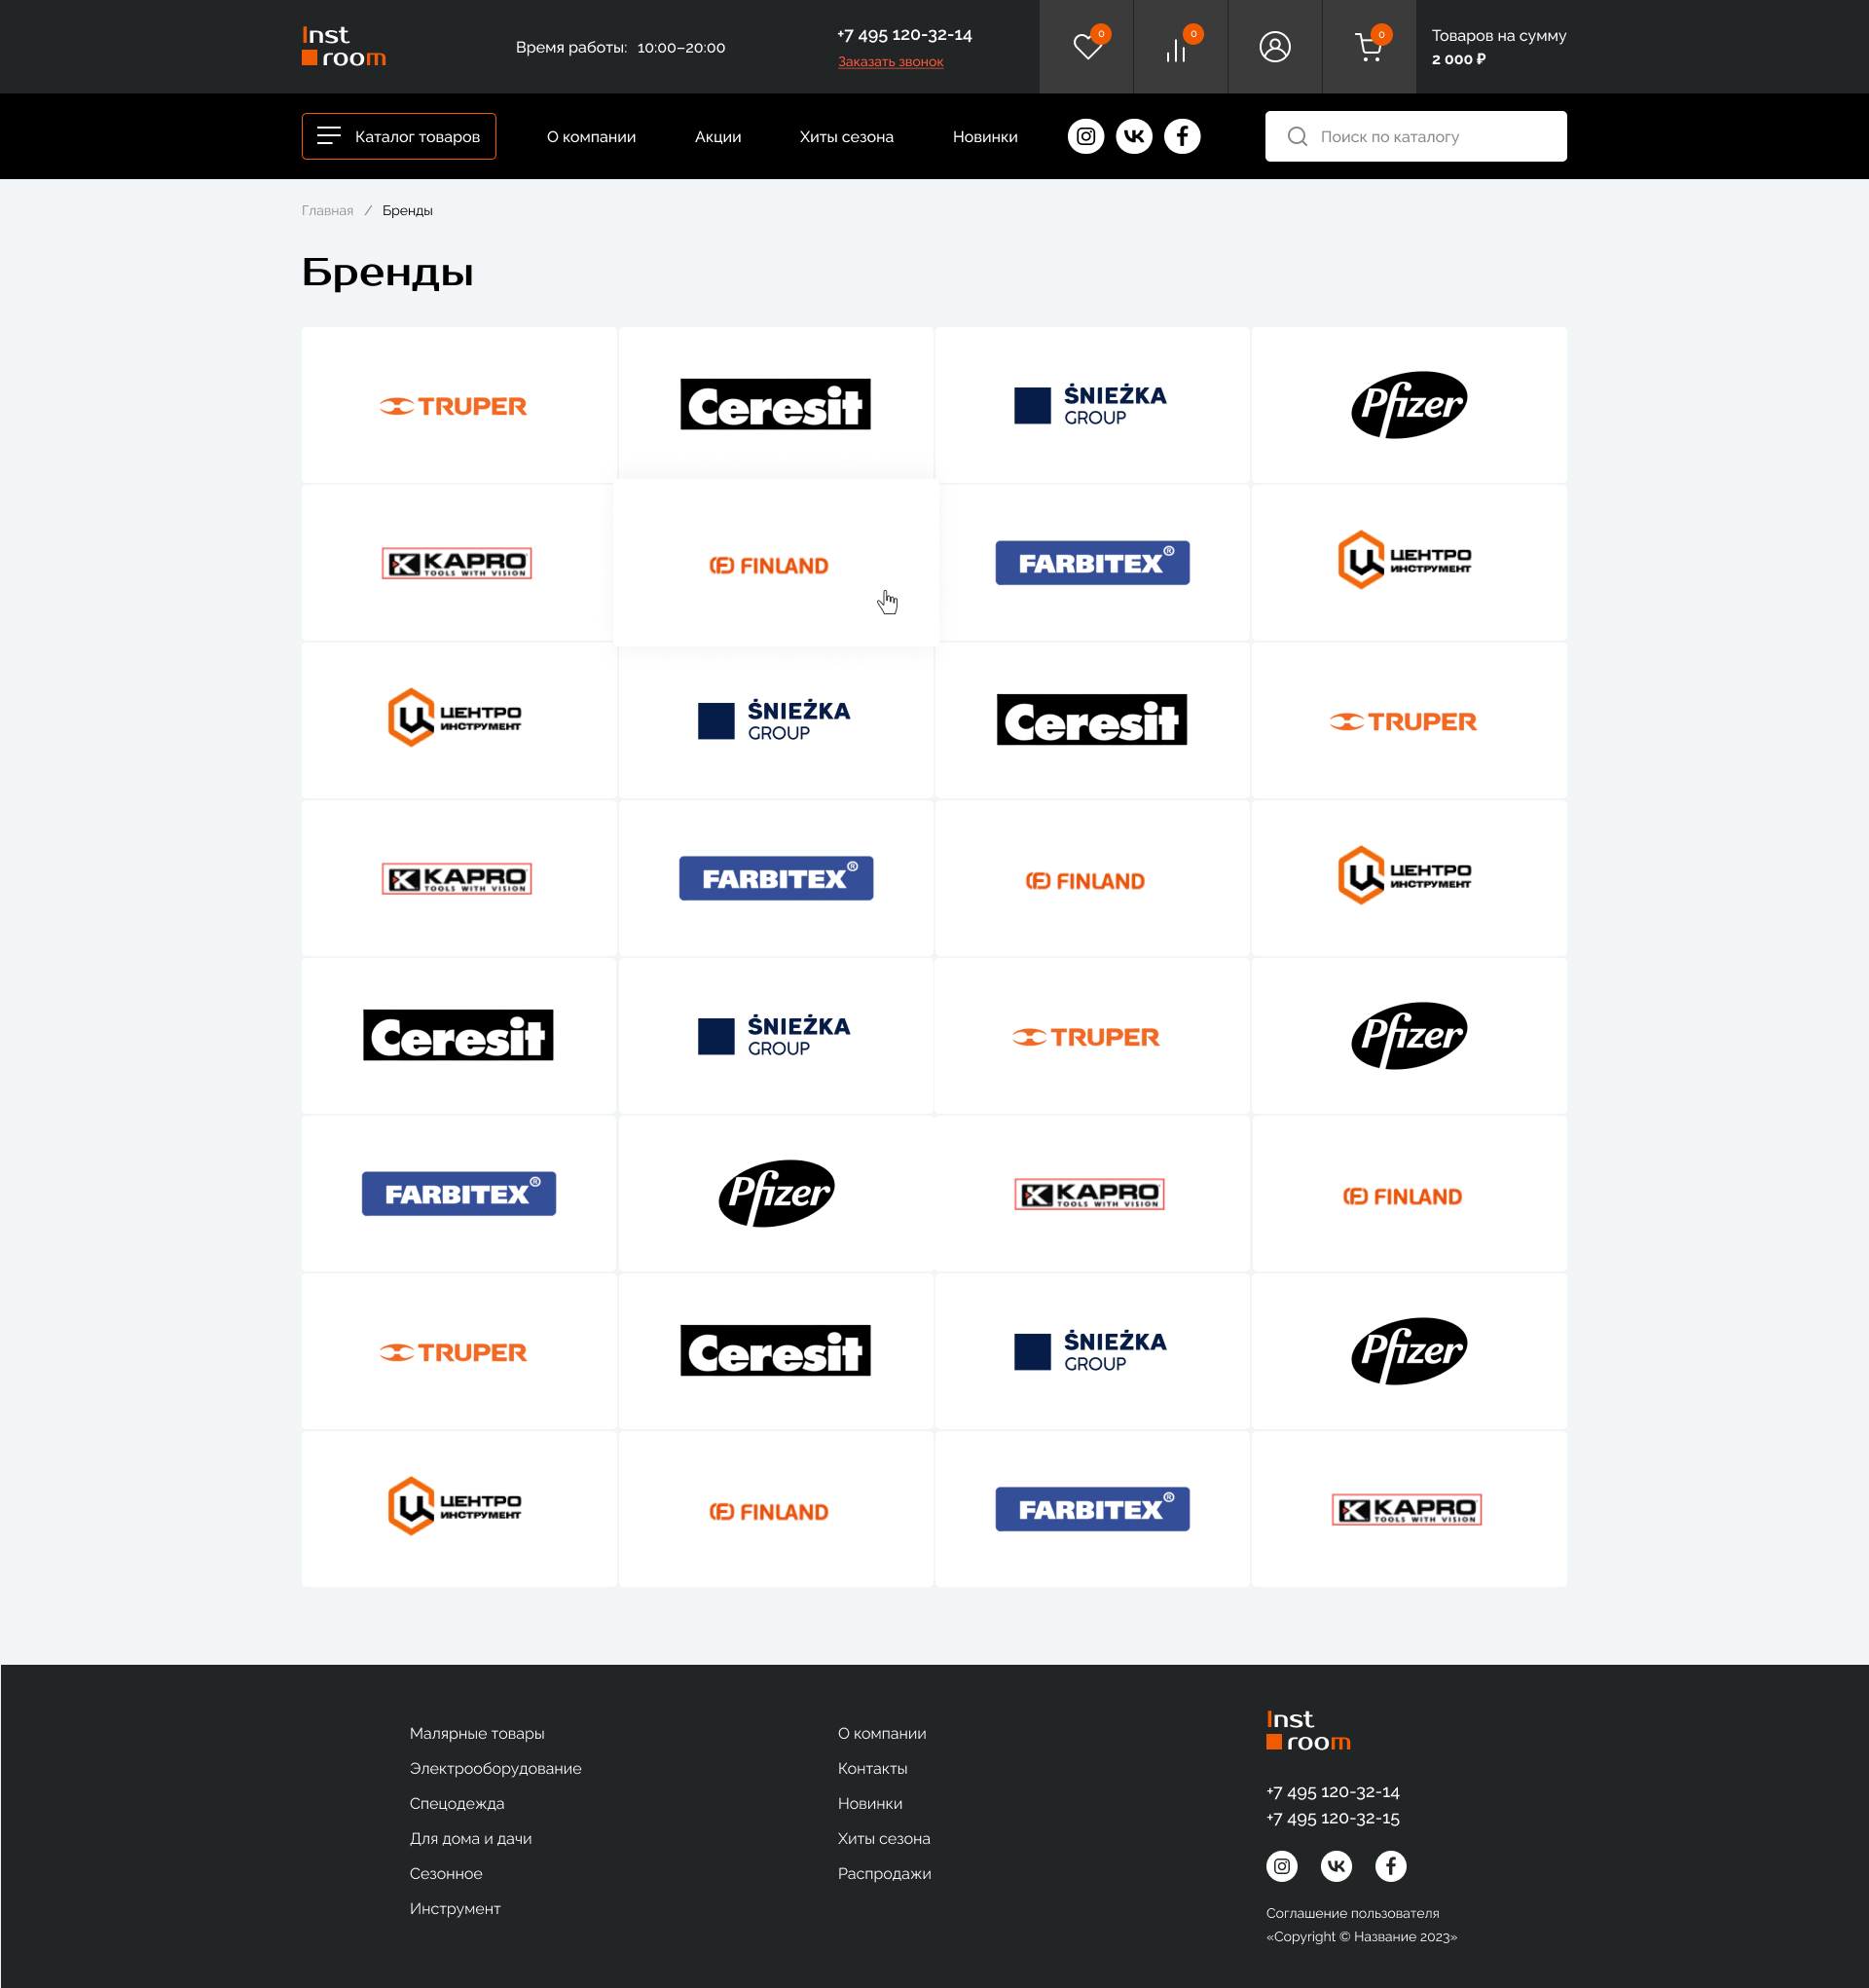 Inst
room
Время работы: 10:00–20:00
+7 495 120-32-14
Заказать звонок
0
0
0
Товаров на сумму
2 000 ₽
Каталог товаров
О компании
Акции
Хиты сезона
Новинки
Поиск по каталогу
Главная / Бренды
Бренды
TRUPER
Ceresit
ŚNIEŻKA
GROUP
Pfizer
KAPRO
TOOLS WITH VISION
FINLAND
FARBITEX®
ЦЕНТРО
ИНСТРУМЕНТ
ЦЕНТРО
ИНСТРУМЕНТ
ŚNIEŻKA
GROUP
Ceresit
TRUPER
KAPRO
TOOLS WITH VISION
FARBITEX®
FINLAND
ЦЕНТРО
ИНСТРУМЕНТ
Ceresit
ŚNIEŻKA
GROUP
TRUPER
Pfizer
FARBITEX®
Pfizer
KAPRO
TOOLS WITH VISION
FINLAND
TRUPER
Ceresit
ŚNIEŻKA
GROUP
Pfizer
ЦЕНТРО
ИНСТРУМЕНТ
FINLAND
FARBITEX®
KAPRO
TOOLS WITH VISION
Малярные товары
Электрооборудование
Спецодежда
Для дома и дачи
Сезонное
Инструмент
О компании
Контакты
Новинки
Хиты сезона
Распродажи
Inst
room
+7 495 120-32-14
+7 495 120-32-15
Соглашение пользователя
«Copyright © Название 2023»